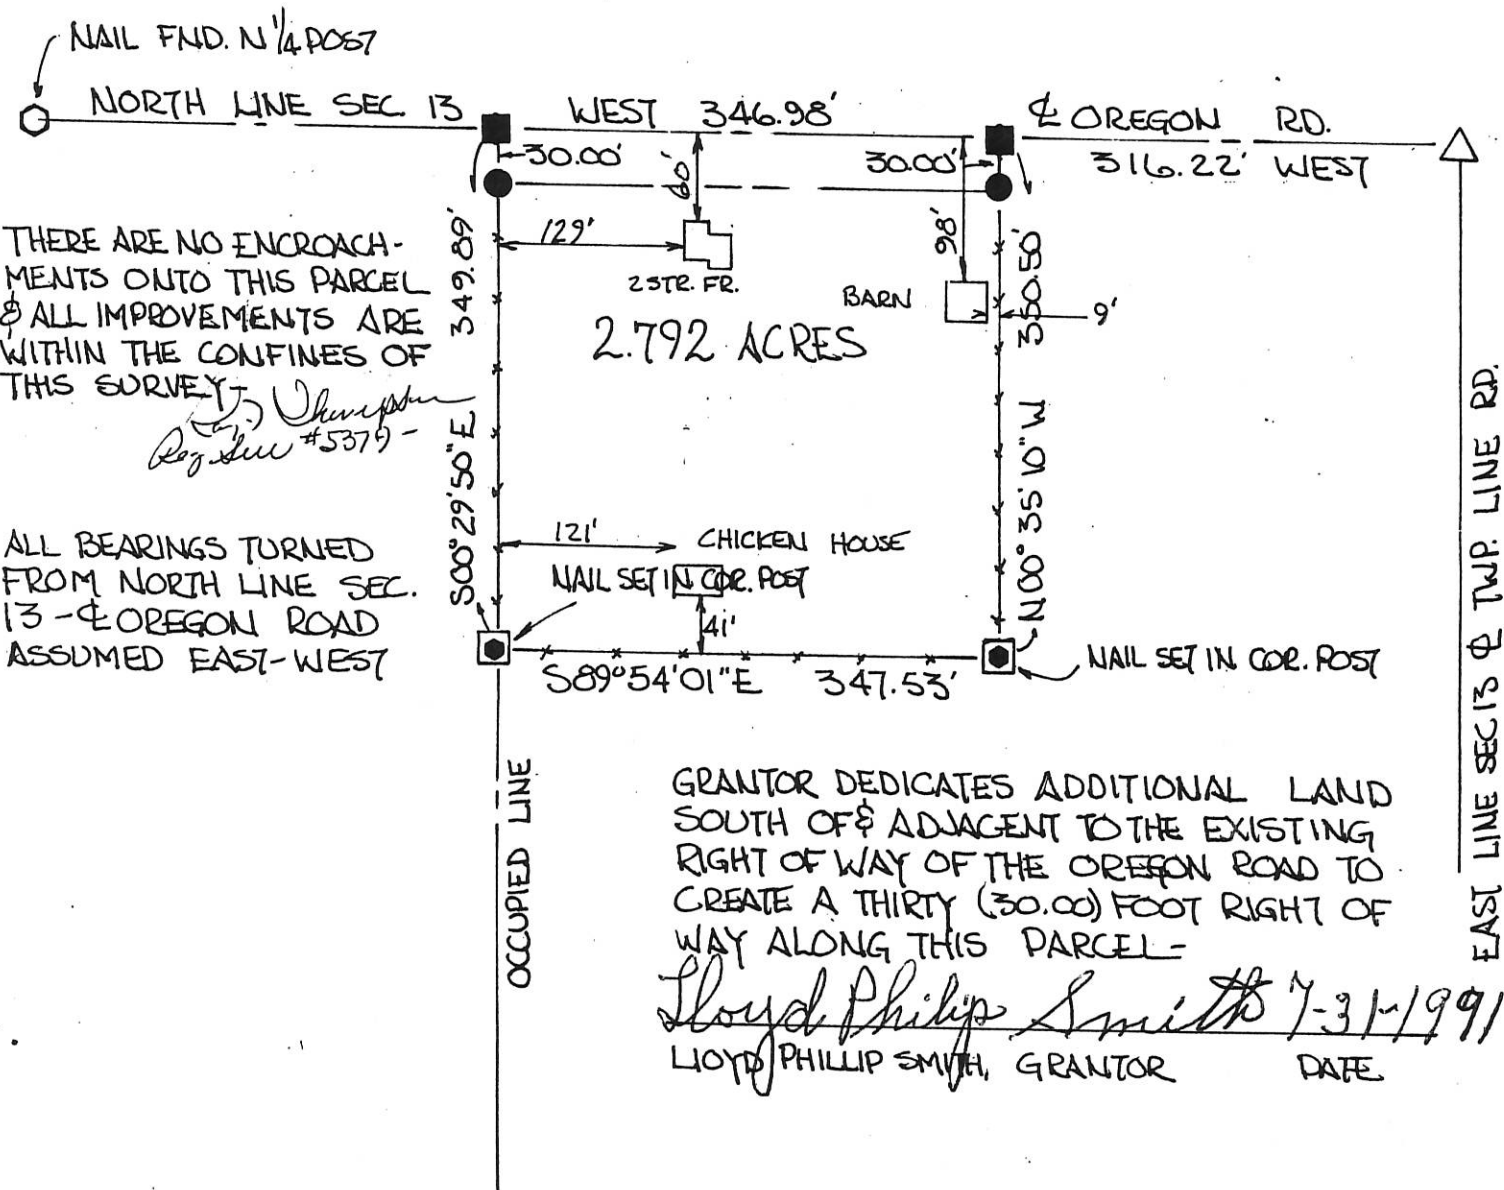 NAIL FND. N 1/4 POST
NORTH LINE SEC. 13
WEST 346.98'
℄ OREGON RD.
316.22' WEST
30.00'
30.00'
60'
98'
129'
2 STR. FR.
BARN
9'
2.792 ACRES
349.89'
S00°29'50"E
350.50'
N00°35'10"W
THERE ARE NO ENCROACH-
MENTS ONTO THIS PARCEL
& ALL IMPROVEMENTS ARE
WITHIN THE CONFINES OF
THIS SURVEY-
Reg. Sur #5379-
ALL BEARINGS TURNED
FROM NORTH LINE SEC.
13-℄ OREGON ROAD
ASSUMED EAST-WEST
121'
CHICKEN HOUSE
NAIL SET IN COR. POST
41'
S89°54'01"E 347.53'
NAIL SET IN COR. POST
OCCUPIED LINE
EAST LINE SEC 13 ℄ TWP. LINE RD.
GRANTOR DEDICATES ADDITIONAL LAND
SOUTH OF & ADJACENT TO THE EXISTING
RIGHT OF WAY OF THE OREGON ROAD TO
CREATE A THIRTY (30.00) FOOT RIGHT OF
WAY ALONG THIS PARCEL-
Lloyd Philip Smith 7-31-1991
LLOYD PHILLIP SMITH, GRANTOR DATE